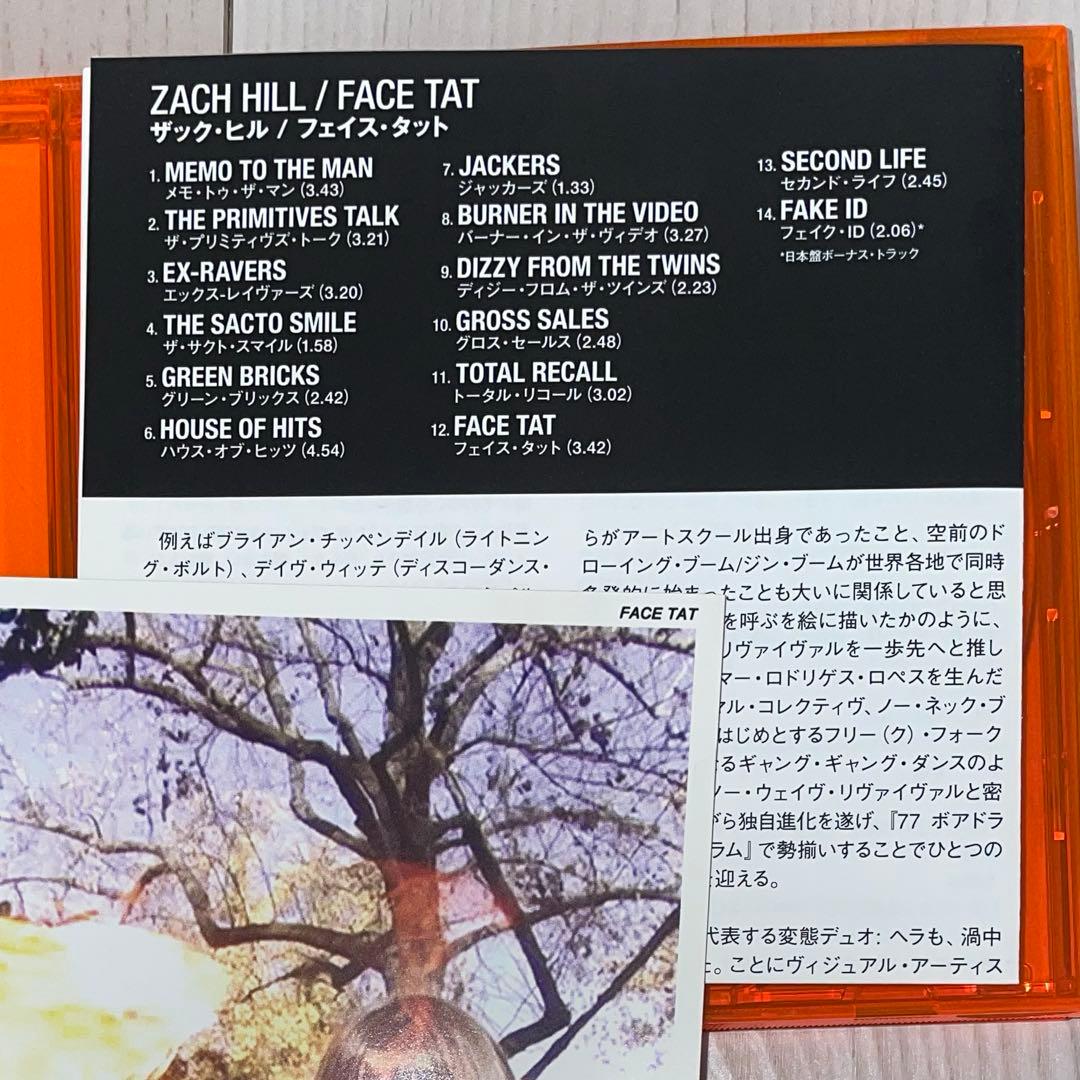 ZACH HILL / FACE TAT
ザック・ヒル / フェイス・タット
1. MEMO TO THE MAN
メモ・トゥ・ザ・マン (3.43)
2. THE PRIMITIVES TALK
ザ・プリミティヴズ・トーク (3.21)
3. EX-RAVERS
エックス-レイヴァーズ (3.20)
4. THE SACTO SMILE
ザ・サクト・スマイル (1.58)
5. GREEN BRICKS
グリーン・ブリックス (2.42)
6. HOUSE OF HITS
ハウス・オブ・ヒッツ (4.54)
7. JACKERS
ジャッカーズ (1.33)
8. BURNER IN THE VIDEO
バーナー・イン・ザ・ヴィデオ (3.27)
9. DIZZY FROM THE TWINS
ディジー・フロム・ザ・ツインズ (2.23)
10. GROSS SALES
グロス・セールス (2.48)
11. TOTAL RECALL
トータル・リコール (3.02)
12. FACE TAT
フェイス・タット (3.42)
13. SECOND LIFE
セカンド・ライフ (2.45)
14. FAKE ID
フェイク・ID (2.06)*
*日本盤ボーナス・トラック
例えばブライアン・チッペンデイル（ライトニン
グ・ボルト）、デイヴ・ウィッテ（ディスコーダンス・
らがアートスクール出身であったこと、空前のド
ローイング・ブーム/ジン・ブームが世界各地で同時
多発的に始まったことも大いに関係していると思
を呼ぶを絵に描いたかのように、
リヴァイヴァルを一歩先へと推し
マー・ロドリゲス・ロペスを生んだ
マル・コレクティヴ、ノー・ネック・ブ
はじめとするフリー（ク）・フォーク
るギャング・ギャング・ダンスのよ
ノー・ウェイヴ・リヴァイヴァルと密
がら独自進化を遂げ、『77 ボアドラ
ラム』で勢揃いすることでひとつの
迎える。
代表する変態デュオ: ヘラも、渦中
。ことにヴィジュアル・アーティス
FACE TAT